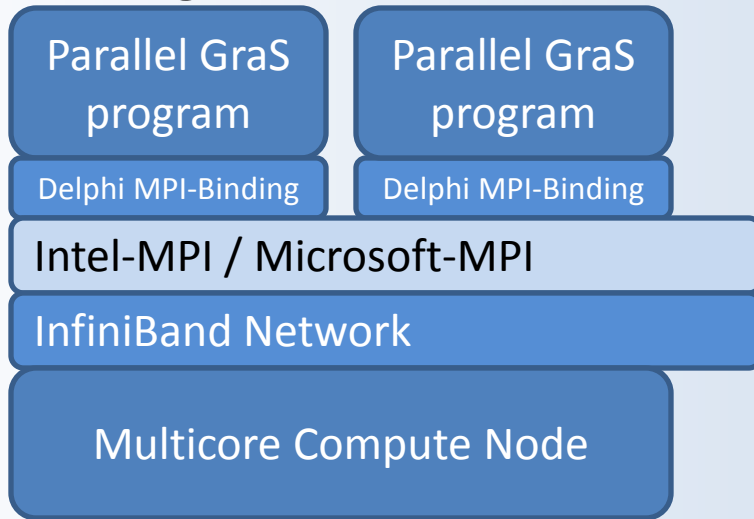 Parallel GraS Parallel GraS
program program
Delphi MPI-Binding Delphi MPI-Binding
Intel-MPI / Microsoft-MPI
InfiniBand Network
Multicore Compute Node